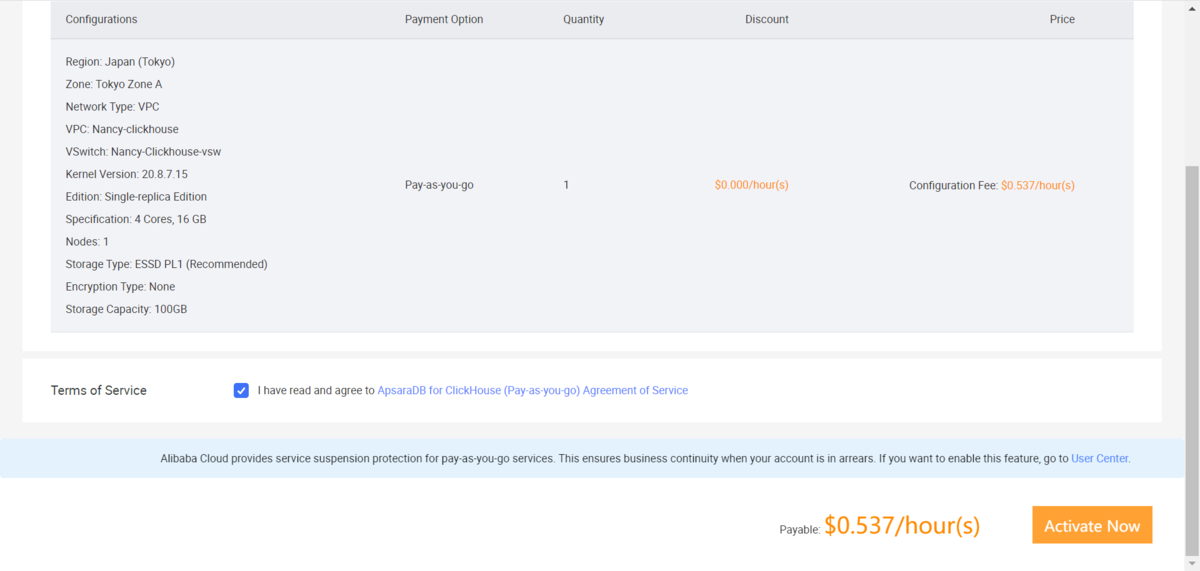 Configurations Payment Option Quantity Discount Price
Region: Japan (Tokyo)
Zone: Tokyo Zone A
Network Type: VPC
VPC: Nancy-clickhouse
VSwitch: Nancy-Clickhouse-vsw
Kernel Version: 20.8.7.15
Pay-as-you-go 1 $0.000/hour(s) Configuration Fee: $0.537/hour(s)
Edition: Single-replica Edition
Specification: 4 Cores, 16 GB
Nodes: 1
Storage Type: ESSD PL1 (Recommended)
Encryption Type: None
Storage Capacity: 100GB
Terms of Service I have read and agree to ApsaraDB for ClickHouse (Pay-as-you-go) Agreement of Service
Alibaba Cloud provides service suspension protection for pay-as-you-go services. This ensures business continuity when your account is in arrears. If you want to enable this feature, go to User Center.
Payable: $0.537/hour(s) Activate Now